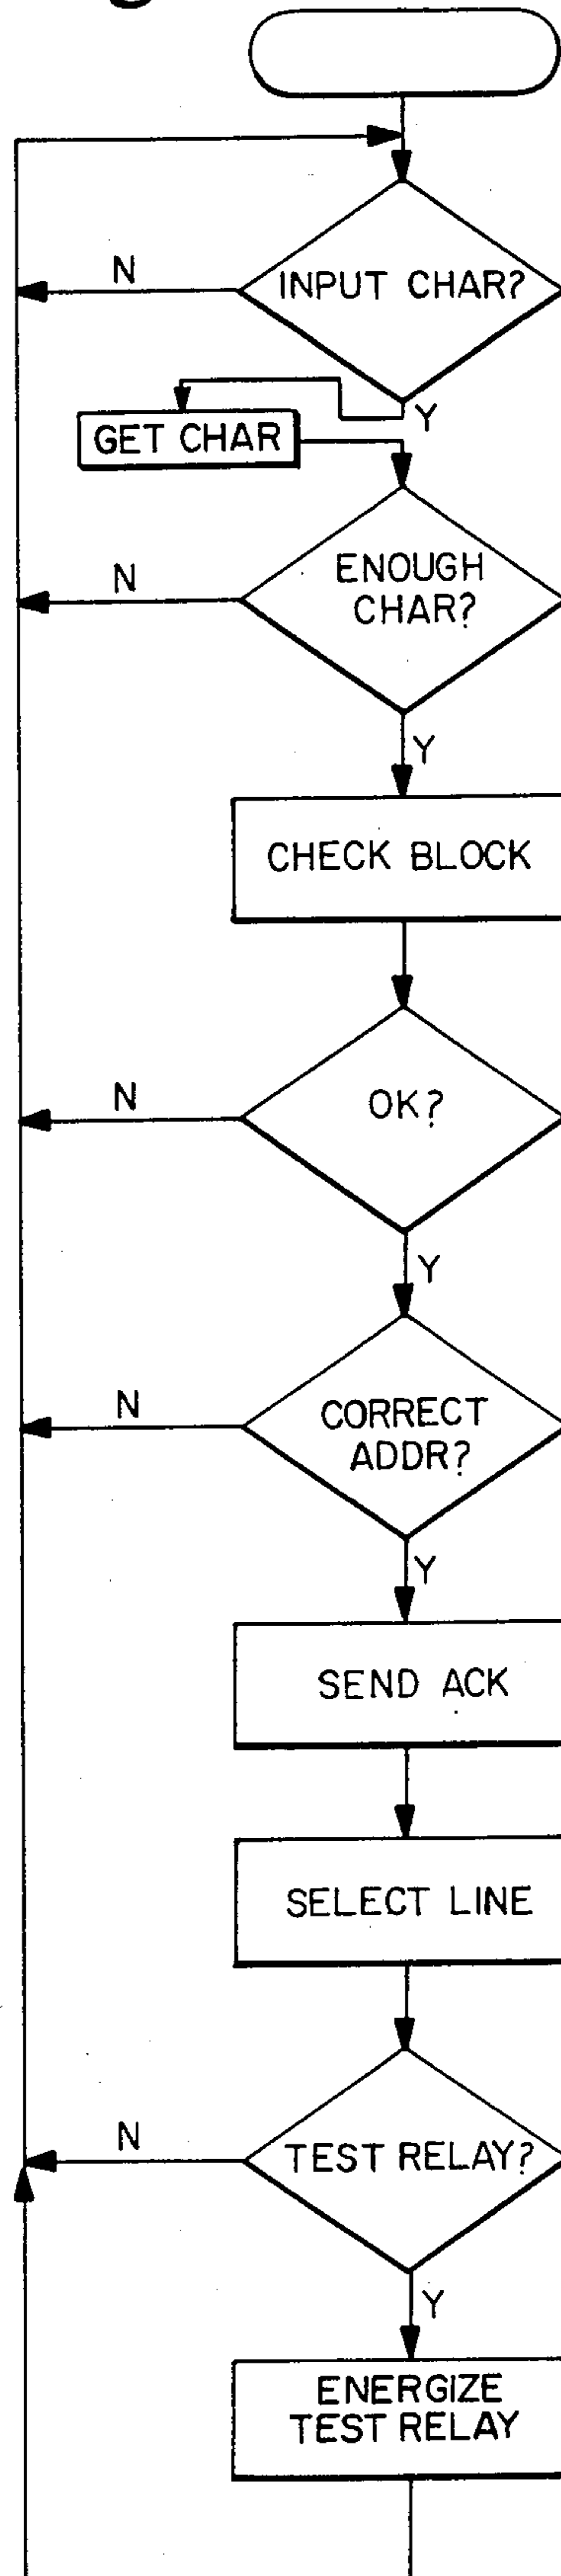 N
INPUT CHAR?
Y
GET CHAR
N
ENOUGH
CHAR?
Y
CHECK BLOCK
N
OK?
Y
N
CORRECT
ADDR?
Y
SEND ACK
SELECT LINE
N
TEST RELAY?
Y
ENERGIZE
TEST RELAY